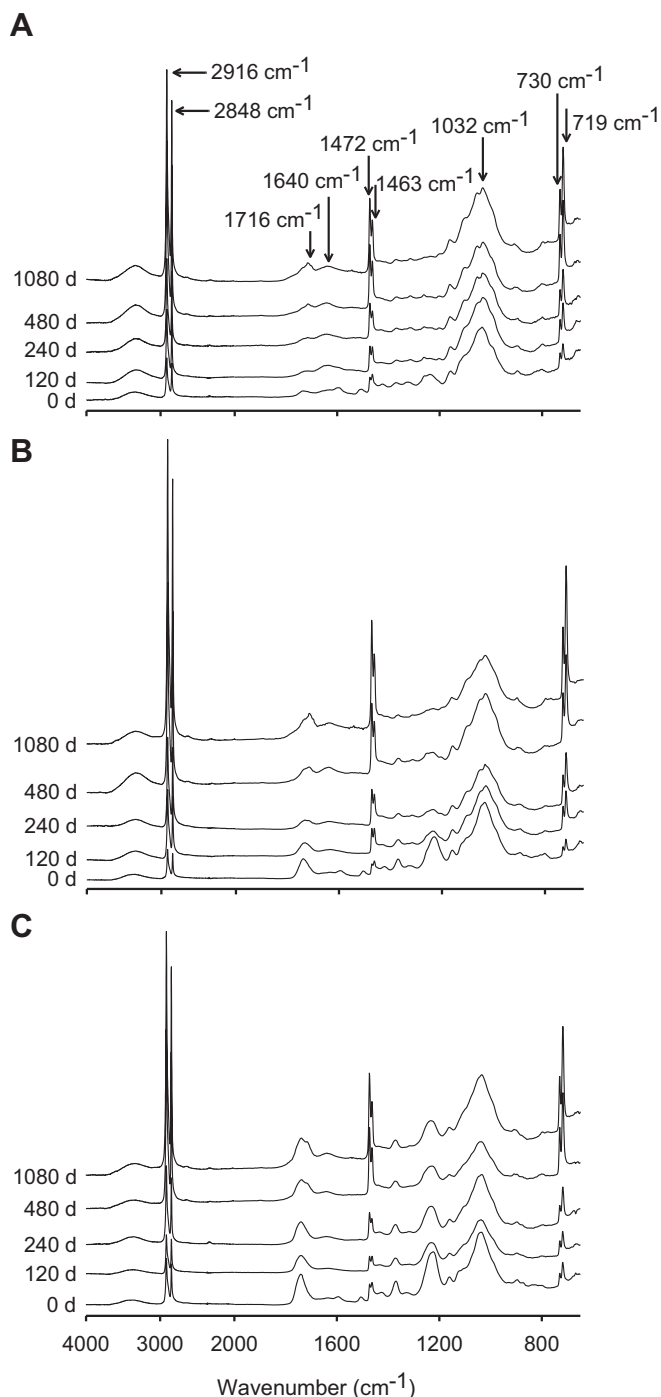 A
2916 cm-1
2848 cm-1
730 cm-1
719 cm-1
1032 cm-1
1472 cm-1
1640 cm-1
1463 cm-1
1716 cm-1
1080 d
480 d
240 d
120 d
0 d
B
1080 d
480 d
240 d
120 d
0 d
C
1080 d
480 d
240 d
120 d
0 d
4000 3000 2000 1600 1200 800
Wavenumber (cm-1)